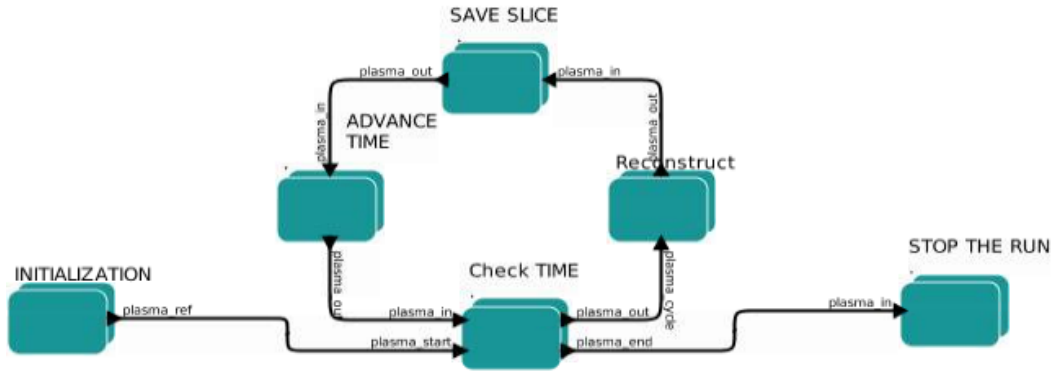 SAVE SLICE
plasma_out
plasma_in
plasma_in
ADVANCE
TIME
plasma_out
Reconstruct
INITIALIZATION
plasma_ref
plasma_out
plasma_in
plasma_start
Check TIME
plasma_out
plasma_end
plasma_cycle
STOP THE RUN
plasma_in